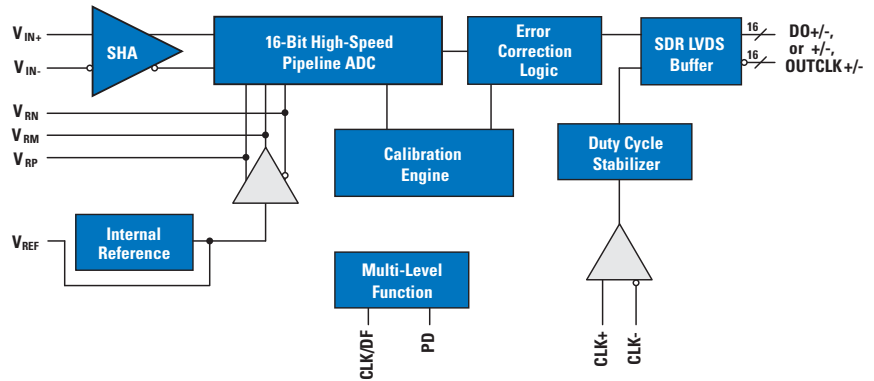 VIN+
VIN-
VRN
VRM
VRP
VREF
SHA
16-Bit High-Speed
Pipeline ADC
Error
Correction
Logic
SDR LVDS
Buffer
16
16
DO+/-,
or +/-,
OUTCLK+/-
Calibration
Engine
Duty Cycle
Stabilizer
Internal
Reference
Multi-Level
Function
CLK/DF
PD
CLK+
CLK-